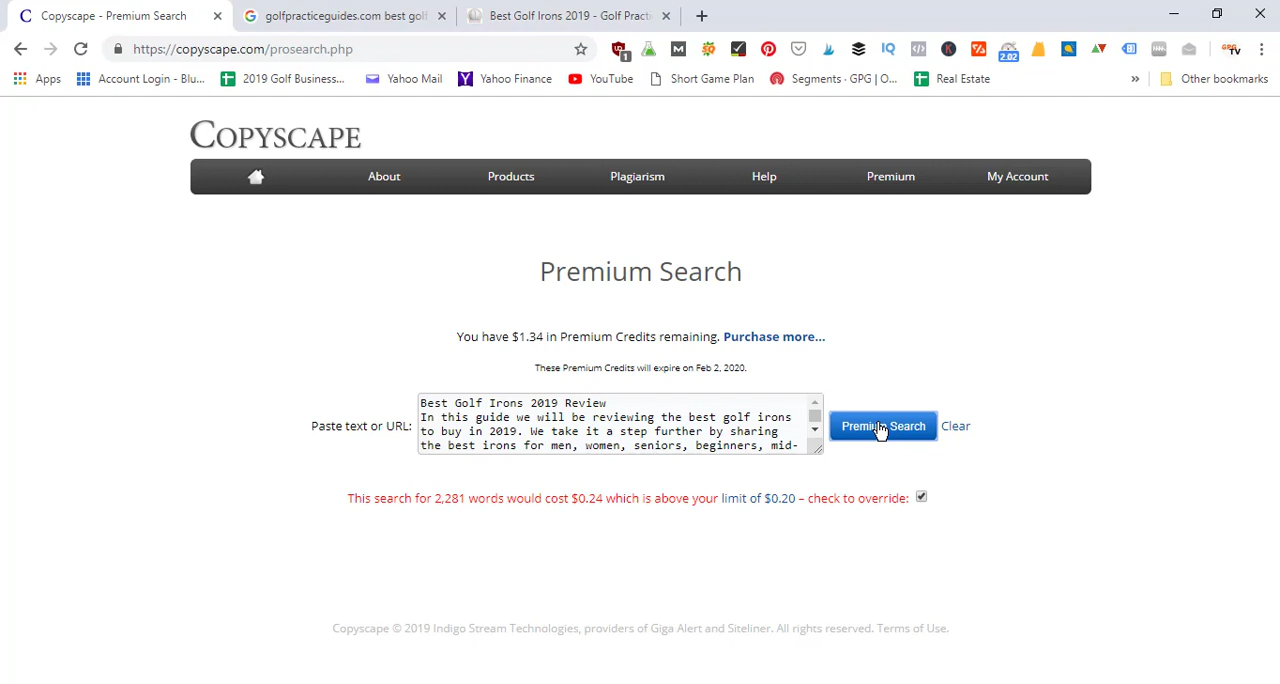 Copyscape - Premium Search
golfpracticeguides.com best golf
Best Golf Irons 2019 - Golf Pract
https://copyscape.com/prosearch.php
Apps
Account Login - Blu...
2019 Golf Business...
Yahoo Mail
Yahoo Finance
YouTube
Short Game Plan
Segments · GPG | O...
Real Estate
»
Other bookmarks
COPYSCAPE
About
Products
Plagiarism
Help
Premium
My Account
Premium Search
You have $1.34 in Premium Credits remaining. Purchase more...
These Premium Credits will expire on Feb 2, 2020.
Paste text or URL:
Best Golf Irons 2019 Review
In this guide we will be reviewing the best golf irons
to buy in 2019. We take it a step further by sharing
the best irons for men, women, seniors, beginners, mid-
Premium Search
Clear
This search for 2,281 words would cost $0.24 which is above your limit of $0.20 – check to override:
Copyscape © 2019 Indigo Stream Technologies, providers of Giga Alert and Siteliner. All rights reserved. Terms of Use.